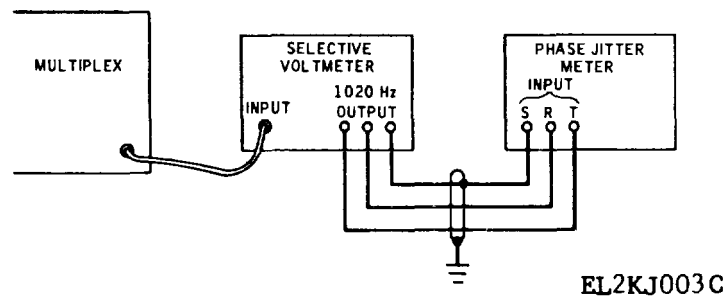 MULTIPLEX
SELECTIVE
VOLTMETER
1020 Hz
INPUT OUTPUT
PHASE JITTER
METER
INPUT
S R T
EL2KJ003C